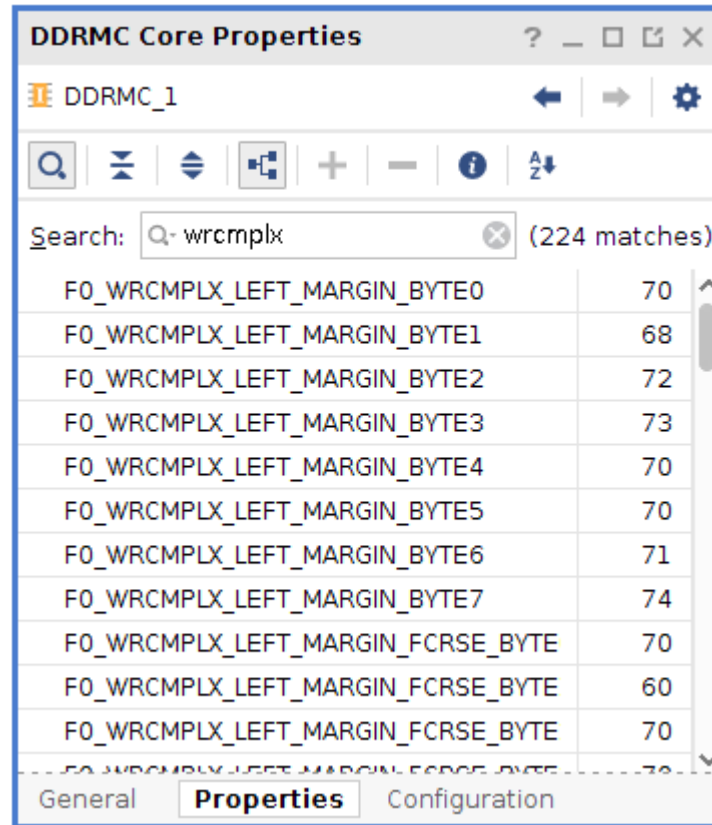 DDRMC Core Properties
DDRMC_1
Search: wrcmplx (224 matches)
F0_WRCMPLX_LEFT_MARGIN_BYTE0 70
F0_WRCMPLX_LEFT_MARGIN_BYTE1 68
F0_WRCMPLX_LEFT_MARGIN_BYTE2 72
F0_WRCMPLX_LEFT_MARGIN_BYTE3 73
F0_WRCMPLX_LEFT_MARGIN_BYTE4 70
F0_WRCMPLX_LEFT_MARGIN_BYTE5 70
F0_WRCMPLX_LEFT_MARGIN_BYTE6 71
F0_WRCMPLX_LEFT_MARGIN_BYTE7 74
F0_WRCMPLX_LEFT_MARGIN_FCRSE_BYTE 70
F0_WRCMPLX_LEFT_MARGIN_FCRSE_BYTE 60
F0_WRCMPLX_LEFT_MARGIN_FCRSE_BYTE 70
General Properties Configuration